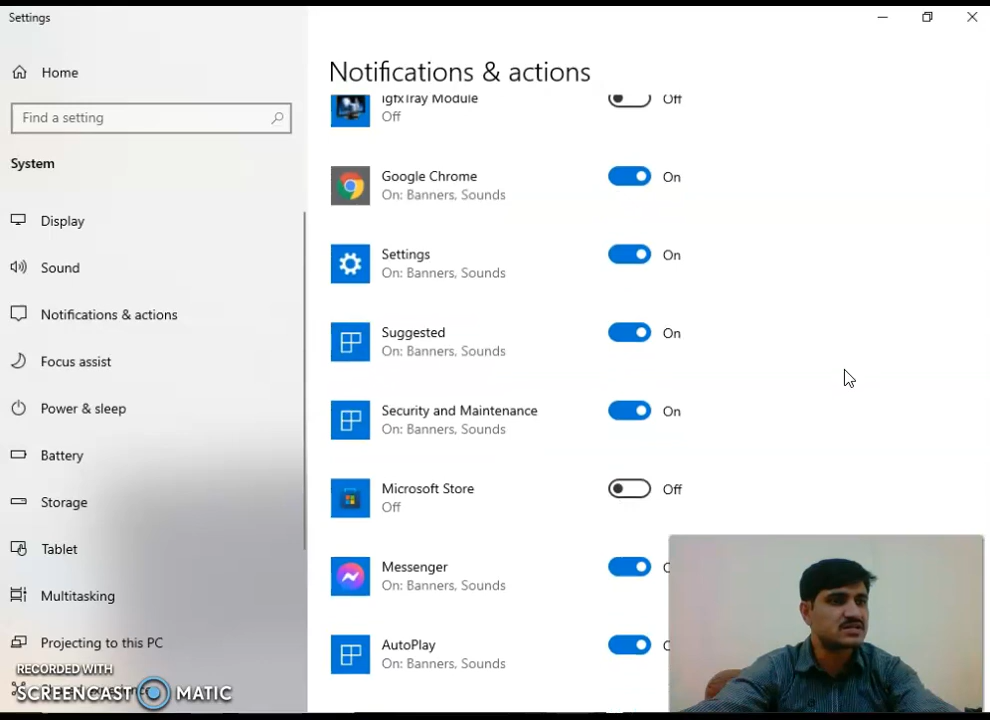 Settings
Home
Find a setting
System
Display
Sound
Notifications & actions
Focus assist
Power & sleep
Battery
Storage
Tablet
Multitasking
Projecting to this PC
RECORDED WITH
SCREENCAST MATIC
Notifications & actions
igfxTray Module
Off
Off
Google Chrome
On: Banners, Sounds
On
Settings
On: Banners, Sounds
On
Suggested
On: Banners, Sounds
On
Security and Maintenance
On: Banners, Sounds
On
Microsoft Store
Off
Off
Messenger
On: Banners, Sounds
AutoPlay
On: Banners, Sounds